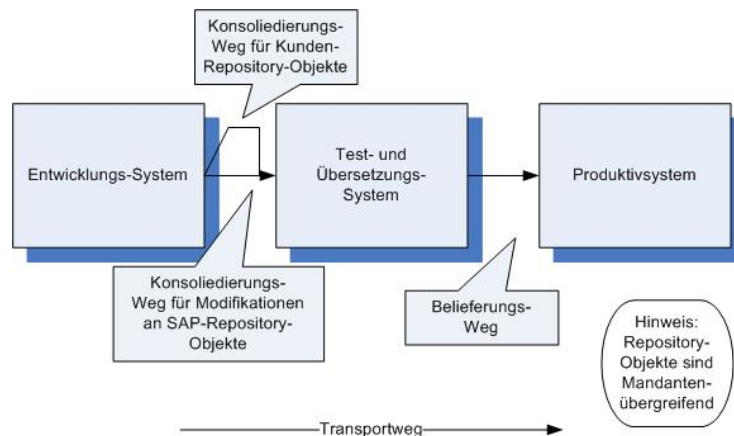 Konsoliedierungs-
Weg für Kunden-
Repository-Objekte
Entwicklungs-System
Test- und
Übersetzungs-
System
Produktivsystem
Konsoliedierungs-
Weg für Modifikationen
an SAP-Repository-
Objekte
Belieferungs-
Weg
Hinweis:
Repository-
Objekte sind
Mandanten-
übergreifend
Transportweg